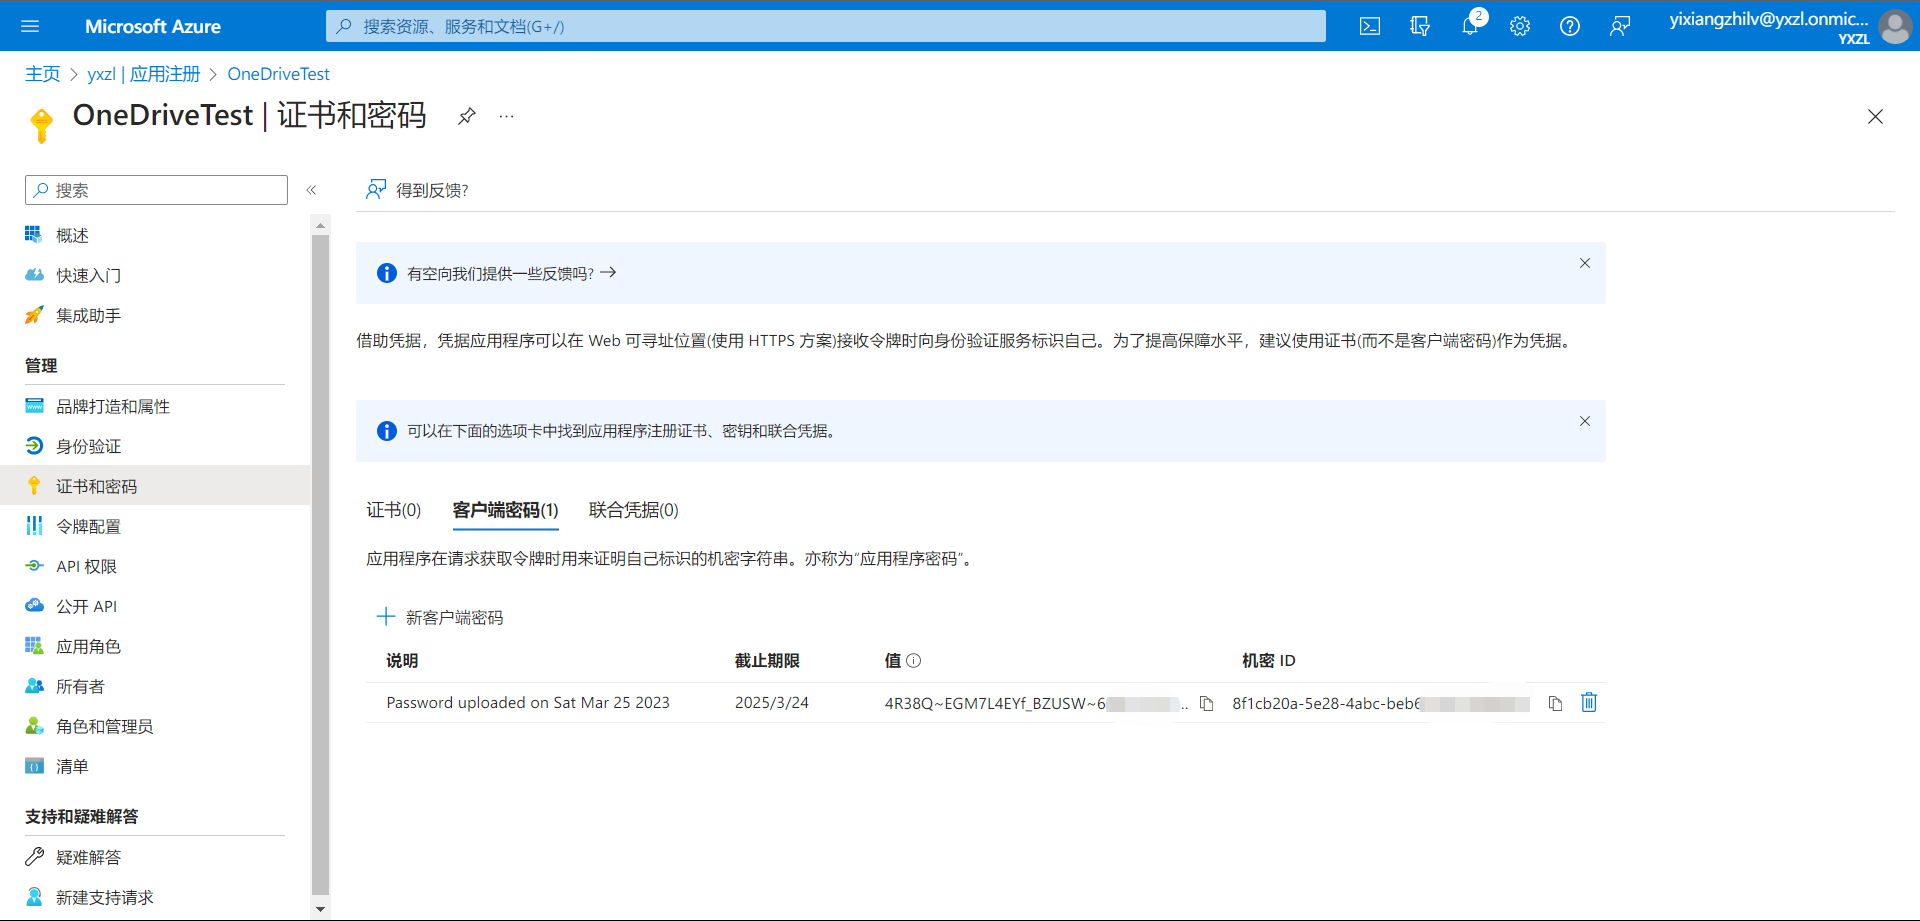 Microsoft Azure
搜索资源、服务和文档(G+/)
2
yixiangzhilv@yxzl.onmic...
YXZL
主页 > yxzl | 应用注册 > OneDriveTest
OneDriveTest | 证书和密码
搜索
«
概述
快速入门
集成助手
管理
品牌打造和属性
身份验证
证书和密码
令牌配置
API 权限
公开 API
应用角色
所有者
角色和管理员
清单
支持和疑难解答
疑难解答
新建支持请求
得到反馈?
有空向我们提供一些反馈吗? →
借助凭据，凭据应用程序可以在 Web 可寻址位置(使用 HTTPS 方案)接收令牌时向身份验证服务标识自己。为了提高保障水平，建议使用证书(而不是客户端密码)作为凭据。
可以在下面的选项卡中找到应用程序注册证书、密钥和联合凭据。
证书(0) 客户端密码(1) 联合凭据(0)
应用程序在请求获取令牌时用来证明自己标识的机密字符串。亦称为“应用程序密码”。
新客户端密码
说明 截止期限 值 机密 ID
Password uploaded on Sat Mar 25 2023 2025/3/24 4R38Q~EGM7L4EYf_BZUSW~6 .. 8f1cb20a-5e28-4abc-beb6